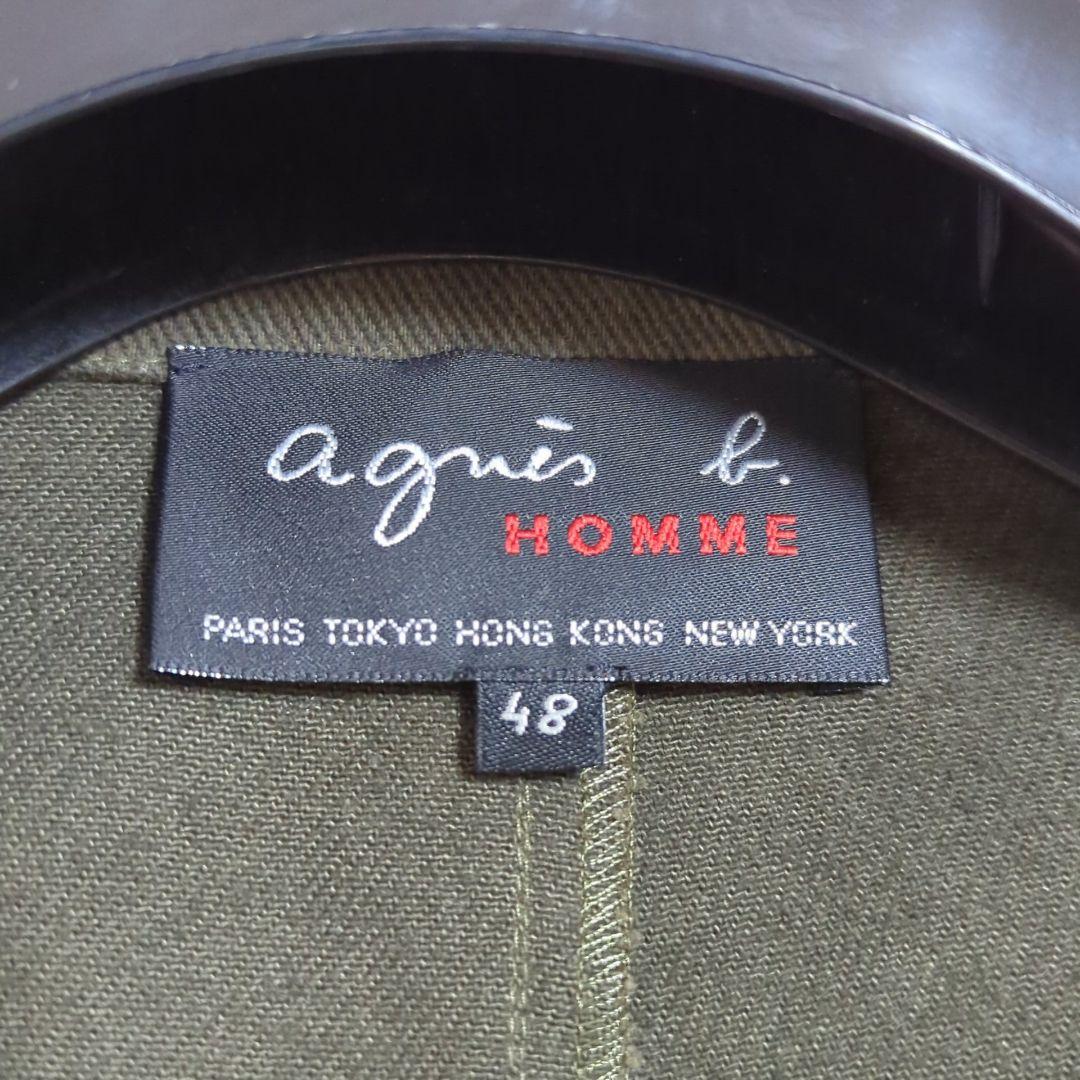 agnès b.
HOMME
PARIS TOKYO HONG KONG NEW YORK
48